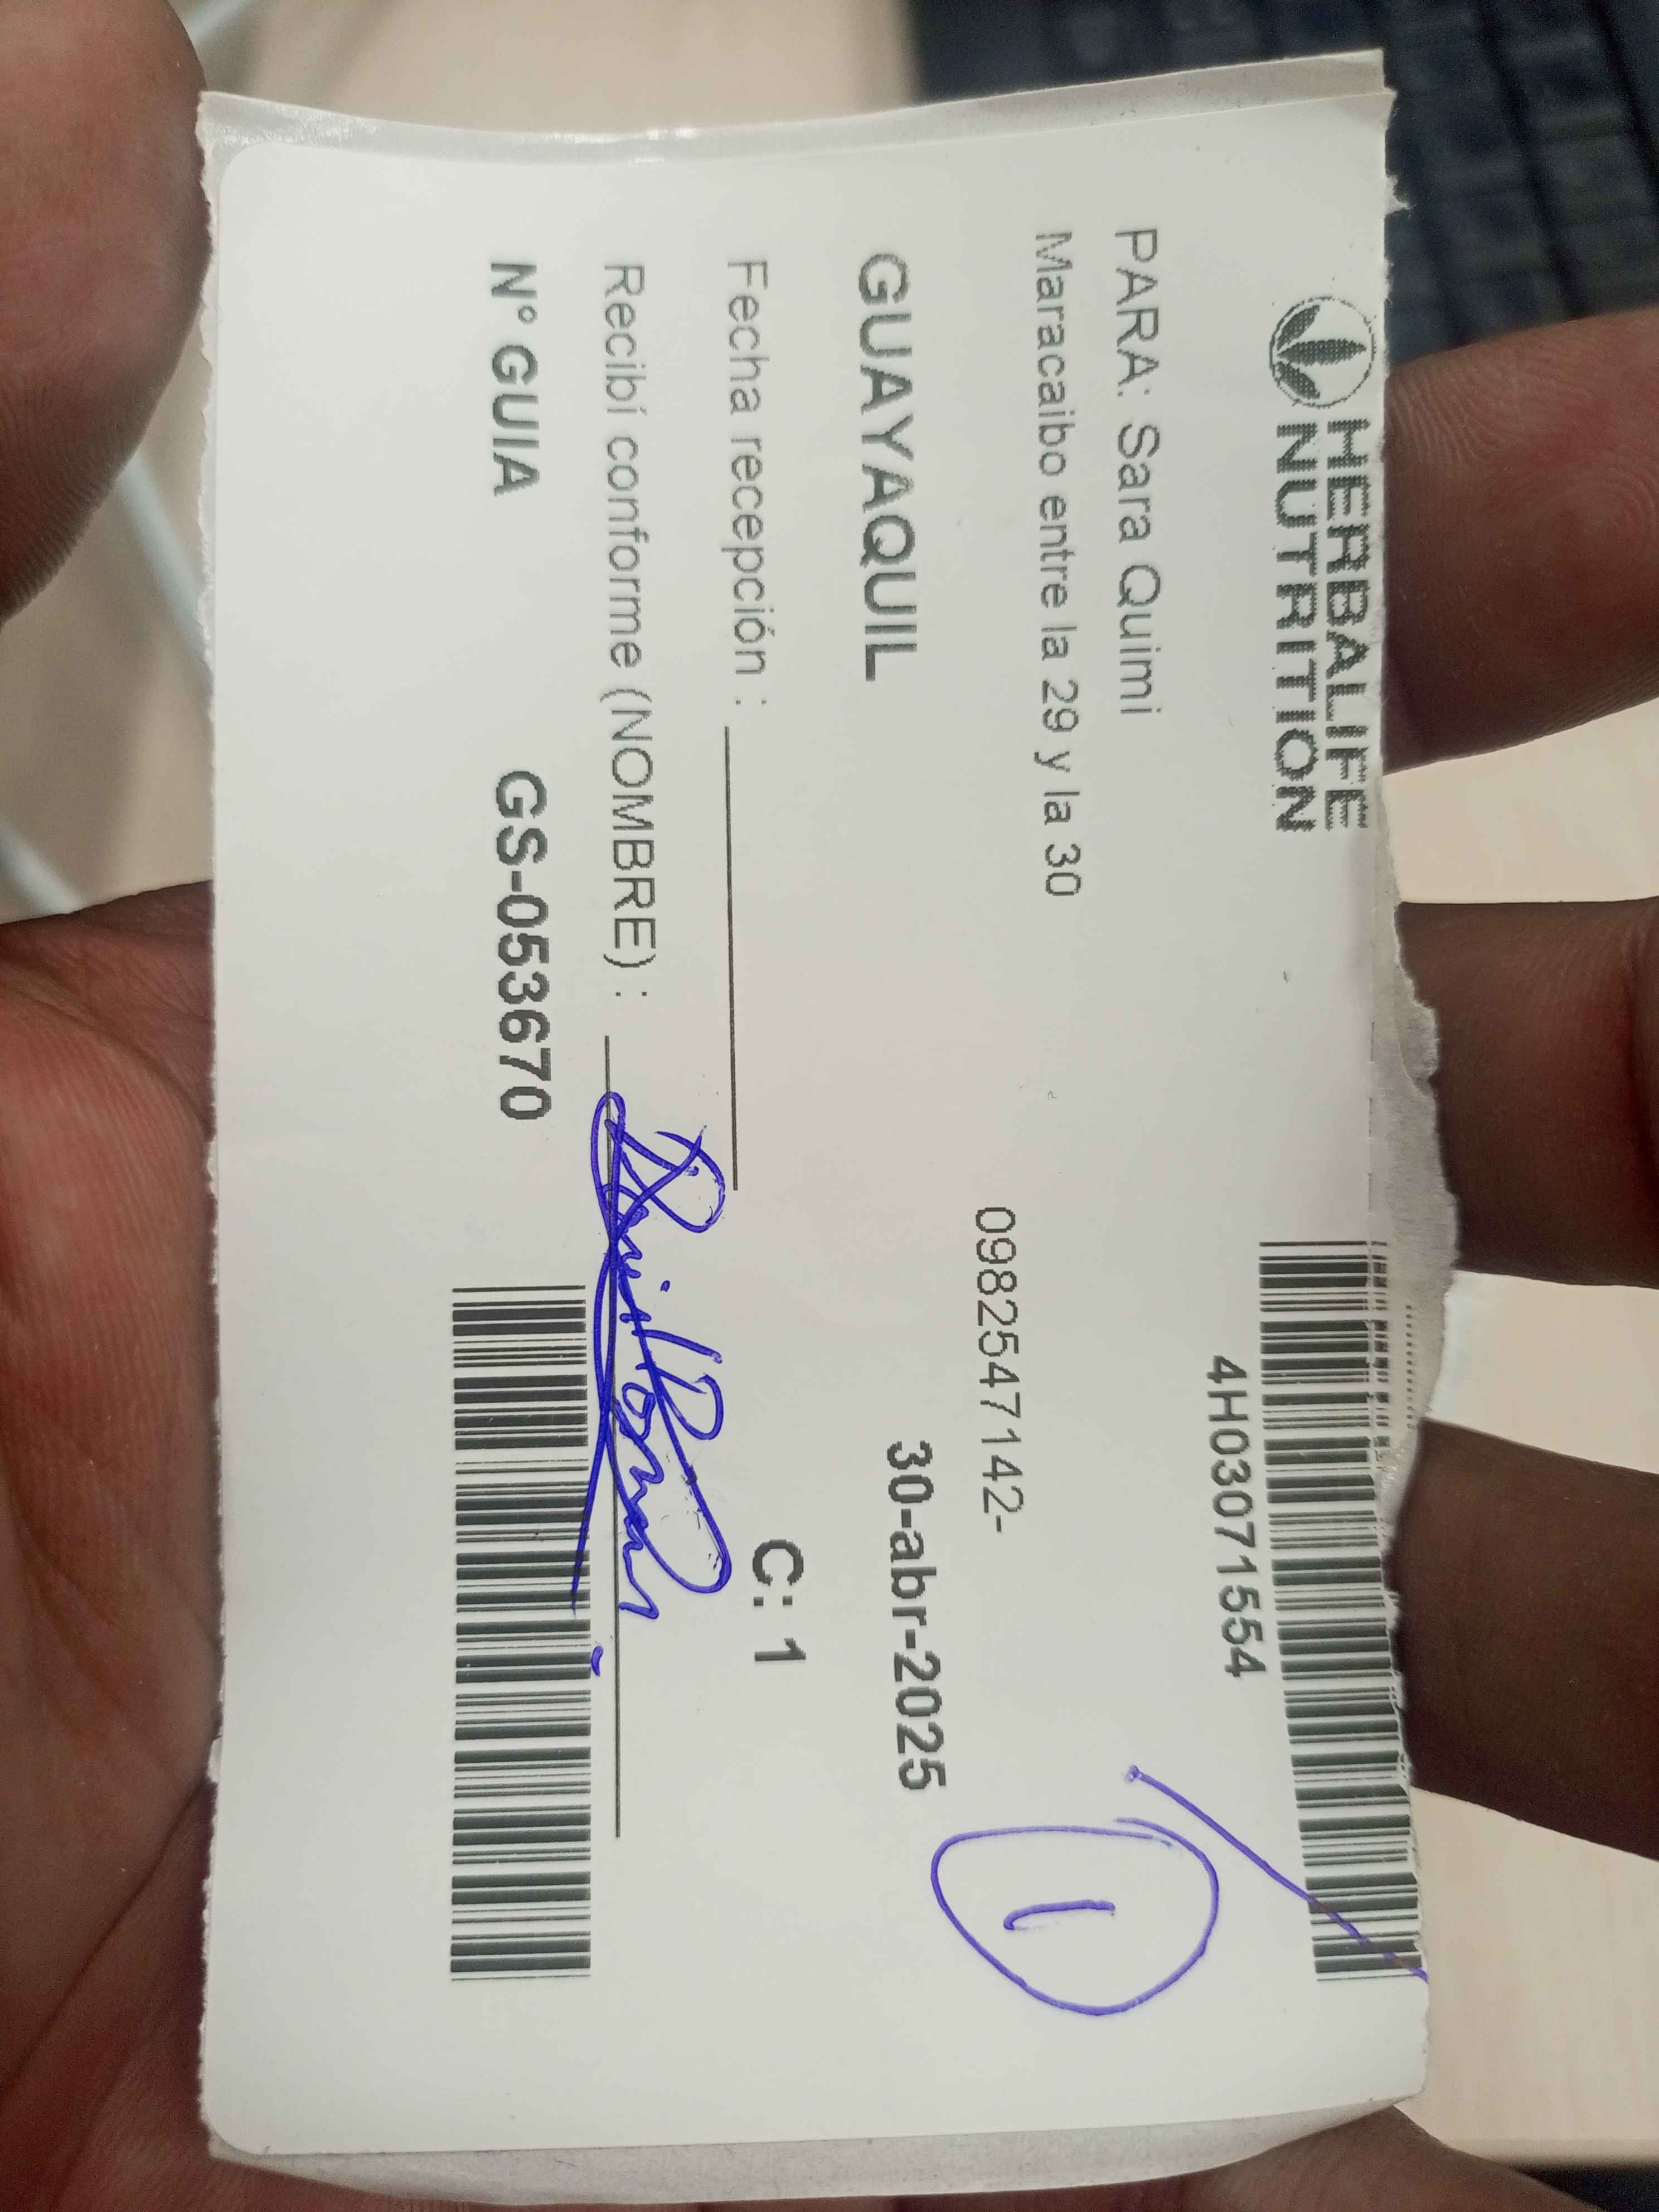 HERBALIFE
NUTRITION
4H03071554
PARA: Sara Quimi
Maracaibo entre la 29 y la 30
0982547142-
1
GUAYAQUIL
30-abr-2025
Fecha recepción :
C: 1
Recibí conforme (NOMBRE) :
N° GUIA
GS-053670